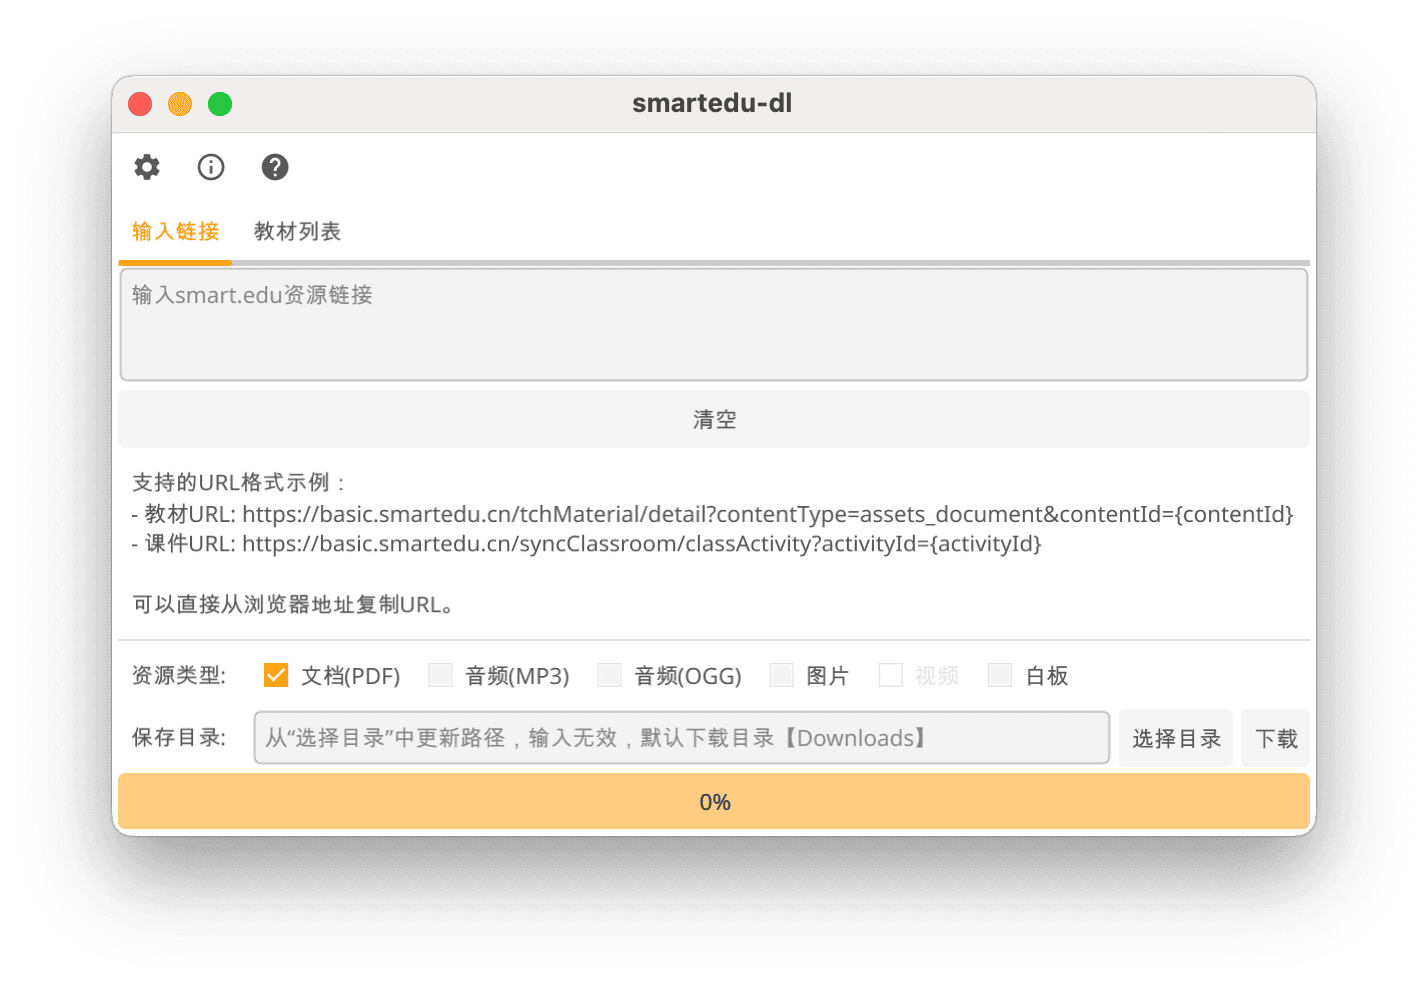 smartedu-dl
输入链接 教材列表
输入smart.edu资源链接
清空
支持的URL格式示例：
- 教材URL: https://basic.smartedu.cn/tchMaterial/detail?contentType=assets_document&contentId={contentId}
- 课件URL: https://basic.smartedu.cn/syncClassroom/classActivity?activityId={activityId}
可以直接从浏览器地址复制URL。
资源类型: 文档(PDF) 音频(MP3) 音频(OGG) 图片 视频 白板
保存目录: 从“选择目录”中更新路径，输入无效，默认下载目录【Downloads】 选择目录 下载
0%